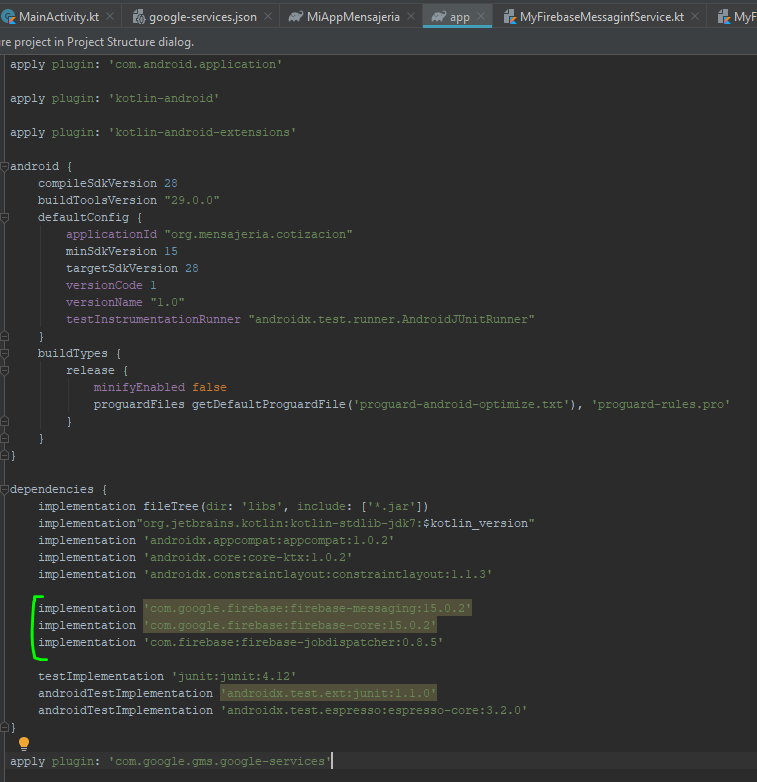 MainActivity.kt × google-services.json × MiAppMensajeria × app × MyFirebaseMessaginfService.kt × MyF
re project in Project Structure dialog.
apply plugin: 'com.android.application'
apply plugin: 'kotlin-android'
apply plugin: 'kotlin-android-extensions'
android {
compileSdkVersion 28
buildToolsVersion "29.0.0"
defaultConfig {
applicationId "org.mensajeria.cotizacion"
minSdkVersion 15
targetSdkVersion 28
versionCode 1
versionName "1.0"
testInstrumentationRunner "androidx.test.runner.AndroidJUnitRunner"
}
buildTypes {
release {
minifyEnabled false
proguardFiles getDefaultProguardFile('proguard-android-optimize.txt'), 'proguard-rules.pro'
}
}
}
dependencies {
implementation fileTree(dir: 'libs', include: ['*.jar'])
implementation"org.jetbrains.kotlin:kotlin-stdlib-jdk7:$kotlin_version"
implementation 'androidx.appcompat:appcompat:1.0.2'
implementation 'androidx.core:core-ktx:1.0.2'
implementation 'androidx.constraintlayout:constraintlayout:1.1.3'
implementation 'com.google.firebase:firebase-messaging:15.0.2'
implementation 'com.google.firebase:firebase-core:15.0.2'
implementation 'com.firebase:firebase-jobdispatcher:0.8.5'
testImplementation 'junit:junit:4.12'
androidTestImplementation 'androidx.test.ext:junit:1.1.0'
androidTestImplementation 'androidx.test.espresso:espresso-core:3.2.0'
}
apply plugin: 'com.google.gms.google-services'